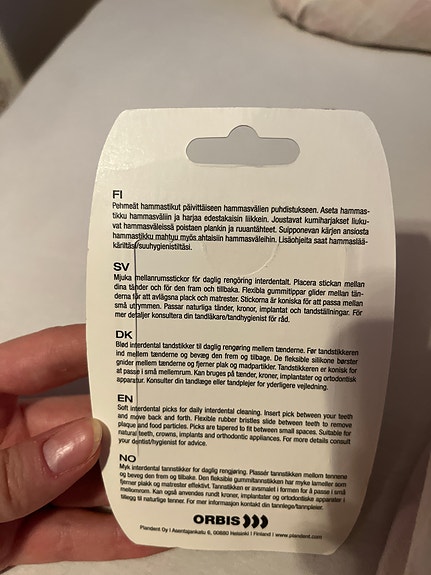 FI
Pehmeät hammastikut päivittäiseen hammasvälien puhdistukseen. Aseta hammas-
tikku hammasväliin ja harjaa edestakaisin liikkein. Joustavat kumiharjakset liuku-
vat hammasväleissä poistaen plankin ja ruuantähteet. Suipponevan kärjen ansiosta
hammastikku mahtuu myös ahtaisiin hammasväleihin. Lisäohjeita saat hammaslää-
käriltäsi/suuhygienistiltäsi.
SV
Mjuka mellanrumsstickor för daglig rengöring interdentalt. Placera stickan mellan
dina tänder och för den fram och tillbaka. Flexibla gummitippar glider mellan tän-
derna för att avlägsna plack och matrester. Stickorna är koniska för att passa mellan
små utrymmen. Passar naturliga tänder, kronor, implantat och tandställningar. För
mer detaljer konsultera din tandläkare/tandhygienist för råd.
DK
Blød interdental tandstikker til daglig rengøring mellem tænderne. Før tandstikkeren
ind mellem tænderne og bevæg den frem og tilbage. De fleksible silikone børster
gnider mellem tænderne og fjerner plak og madpartikler. Tandstikkeren er konisk for
at passe i små mellemrum. Kan bruges på tænder, kroner, implantater og ortodontisk
apparatur. Konsulter din tandlæge eller tandplejer for yderligere vejledning.
EN
Soft interdental picks for daily interdental cleaning. Insert pick between your teeth
and move back and forth. Flexible rubber bristles slide between teeth to remove
plaque and food particles. Picks are tapered to fit between small spaces. Suitable for
natural teeth, crowns, implants and orthodontic appliances. For more details consult
your dentist/hygienist for advice.
NO
Myk interdental tannstikker for daglig rengjøring. Plassér tannstikken mellom tennene
og beveg den frem og tilbake. Den fleksible gummitannstikken har myke lameller som
fjerner plakk og matrester effektivt. Tannstikken er avsmalet i formen for å passe i små
mellomrom. Kan også anvendes rundt kroner, implantater og ortodontiske apparater i
tillegg til naturlige tenner. For mer informasjon kontakt din tannlege/tannpleier.
ORBIS
Plandent Oy I Asentajankatu 6, 00880 Helsinki I Finland I www.plandent.com